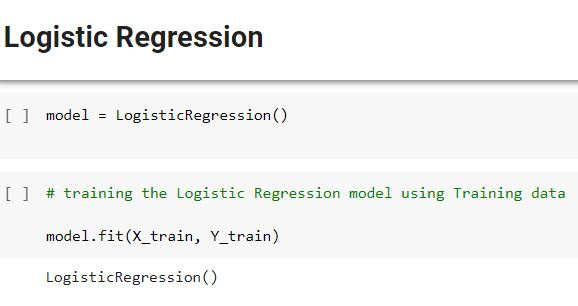 Logistic Regression
[ ] model = LogisticRegression()
[ ] # training the Logistic Regression model using Training data
model.fit(X_train, Y_train)
LogisticRegression()